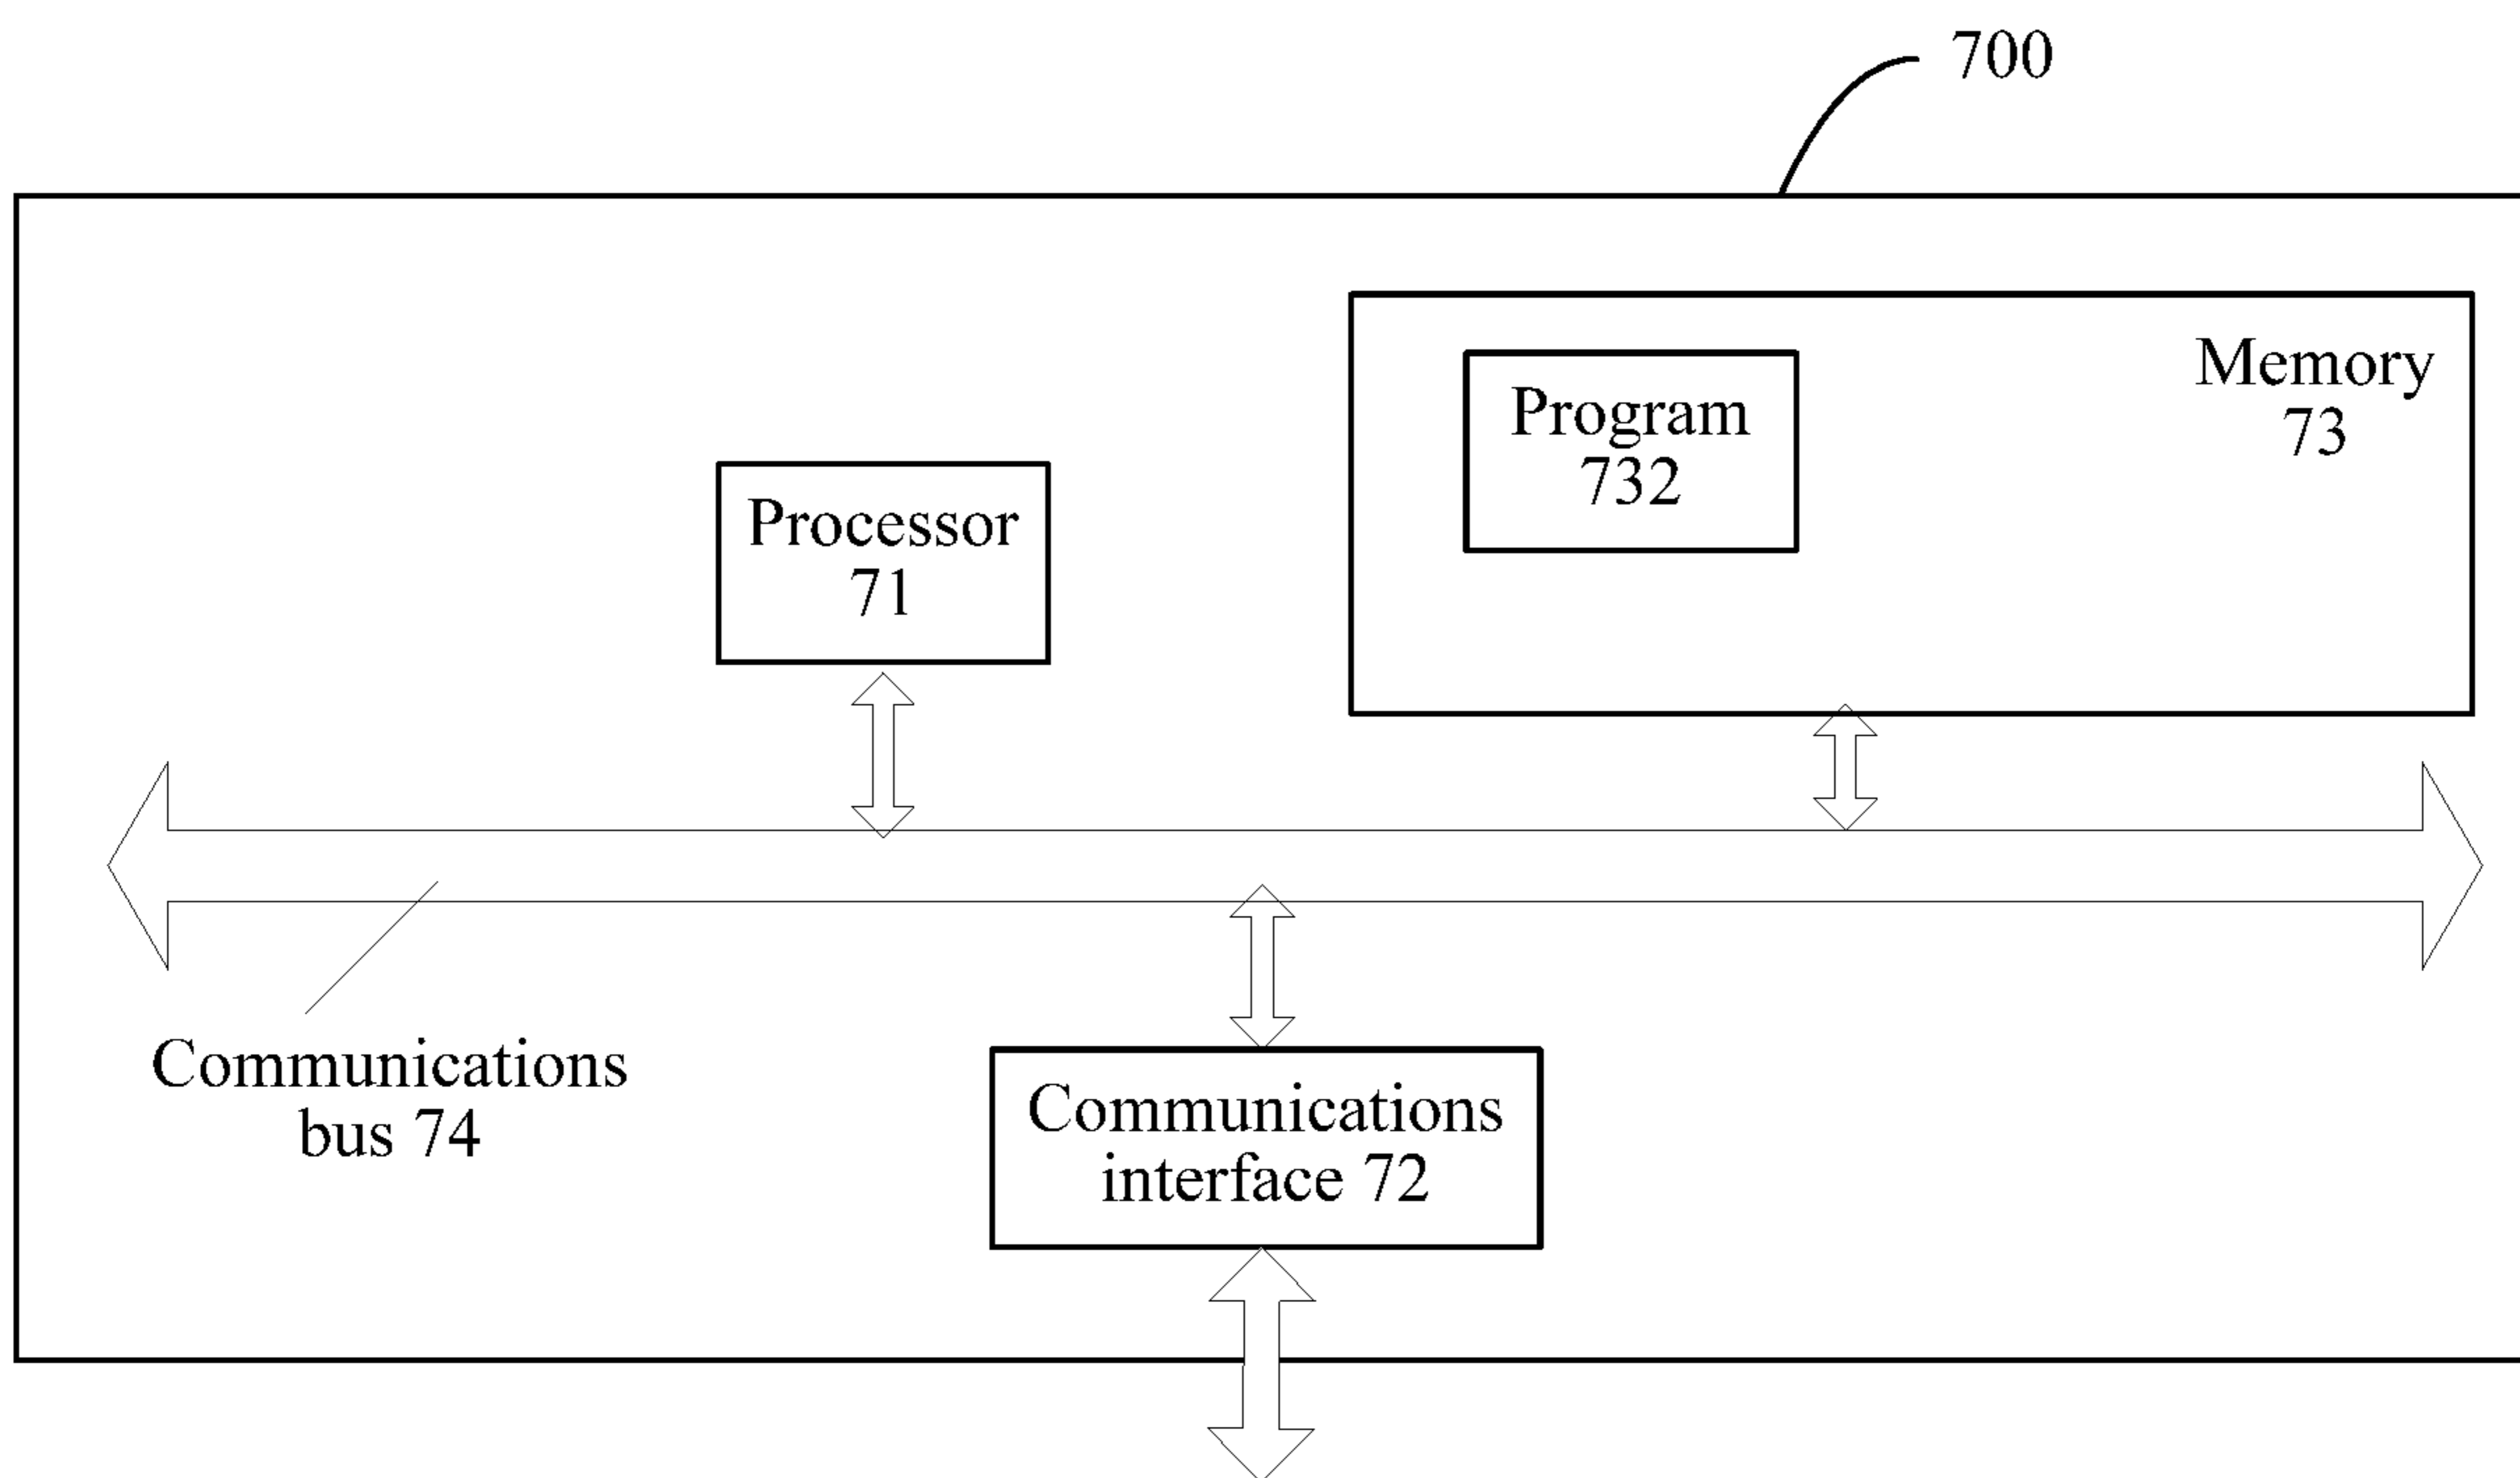 700
Memory
73
Program
732
Processor
71
Communications
bus 74
Communications
interface 72